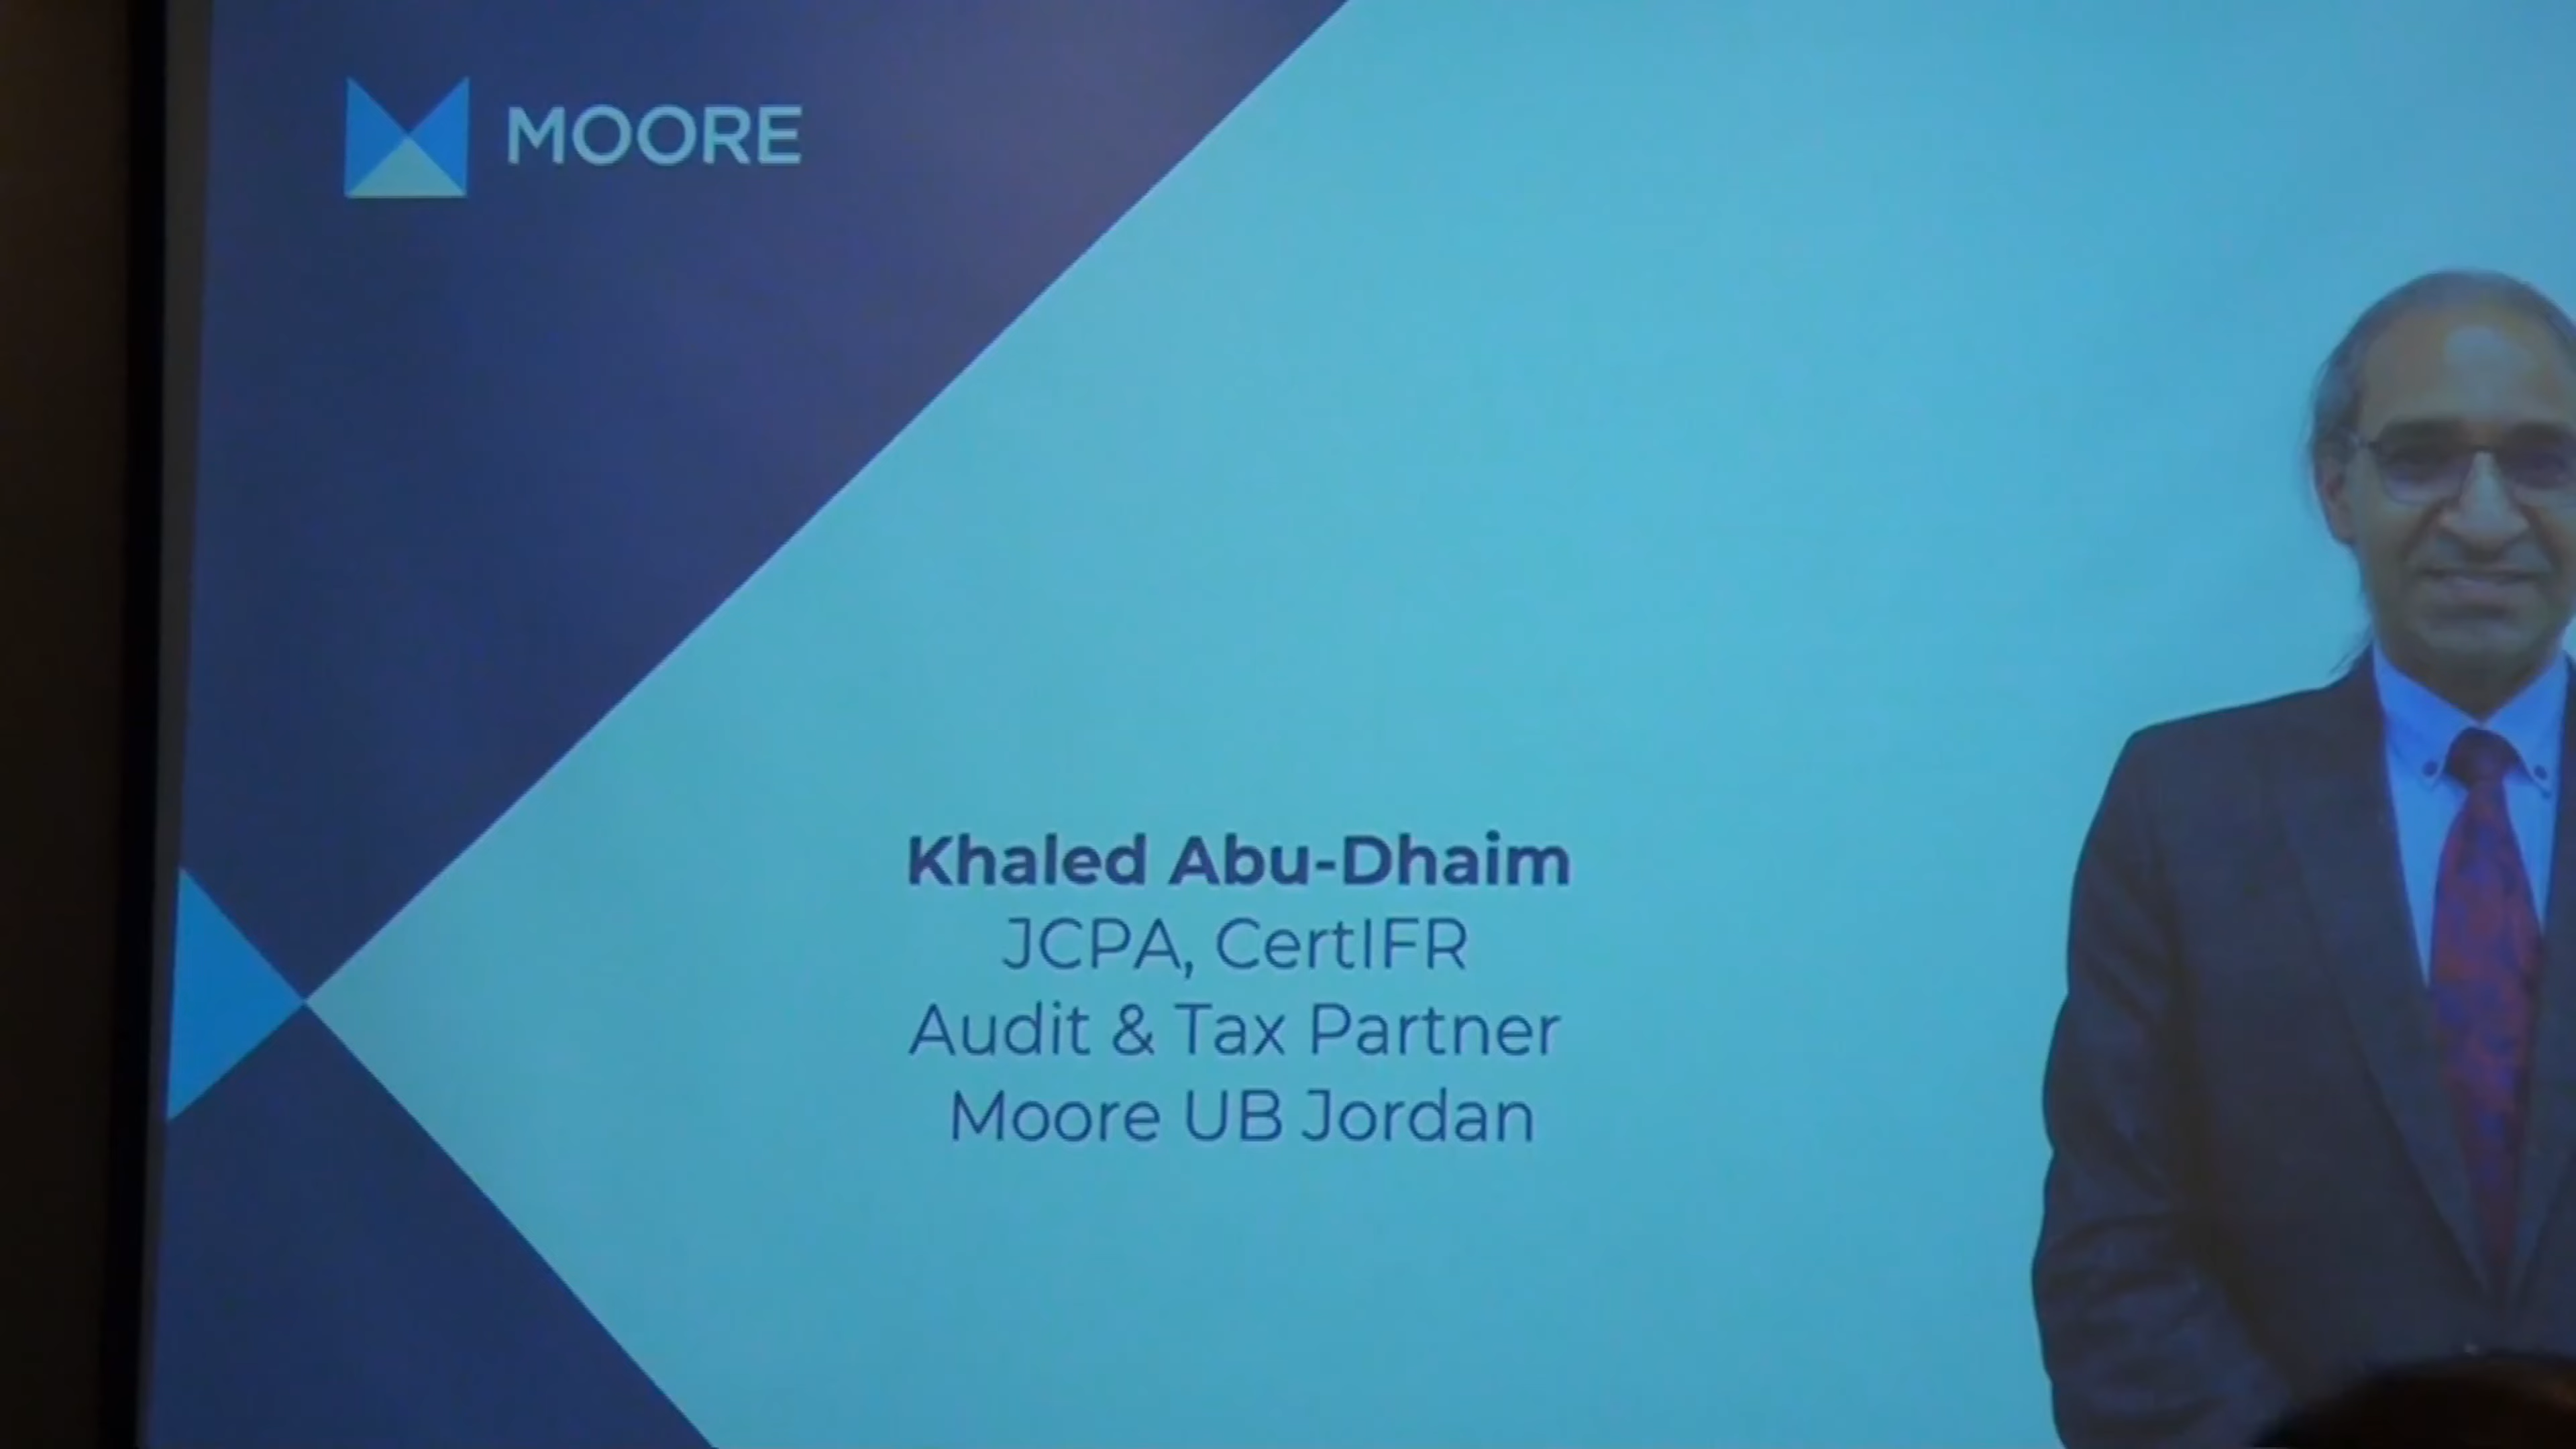 MOORE
Khaled Abu-Dhaim
JCPA, CertIFR
Audit & Tax Partner
Moore UB Jordan